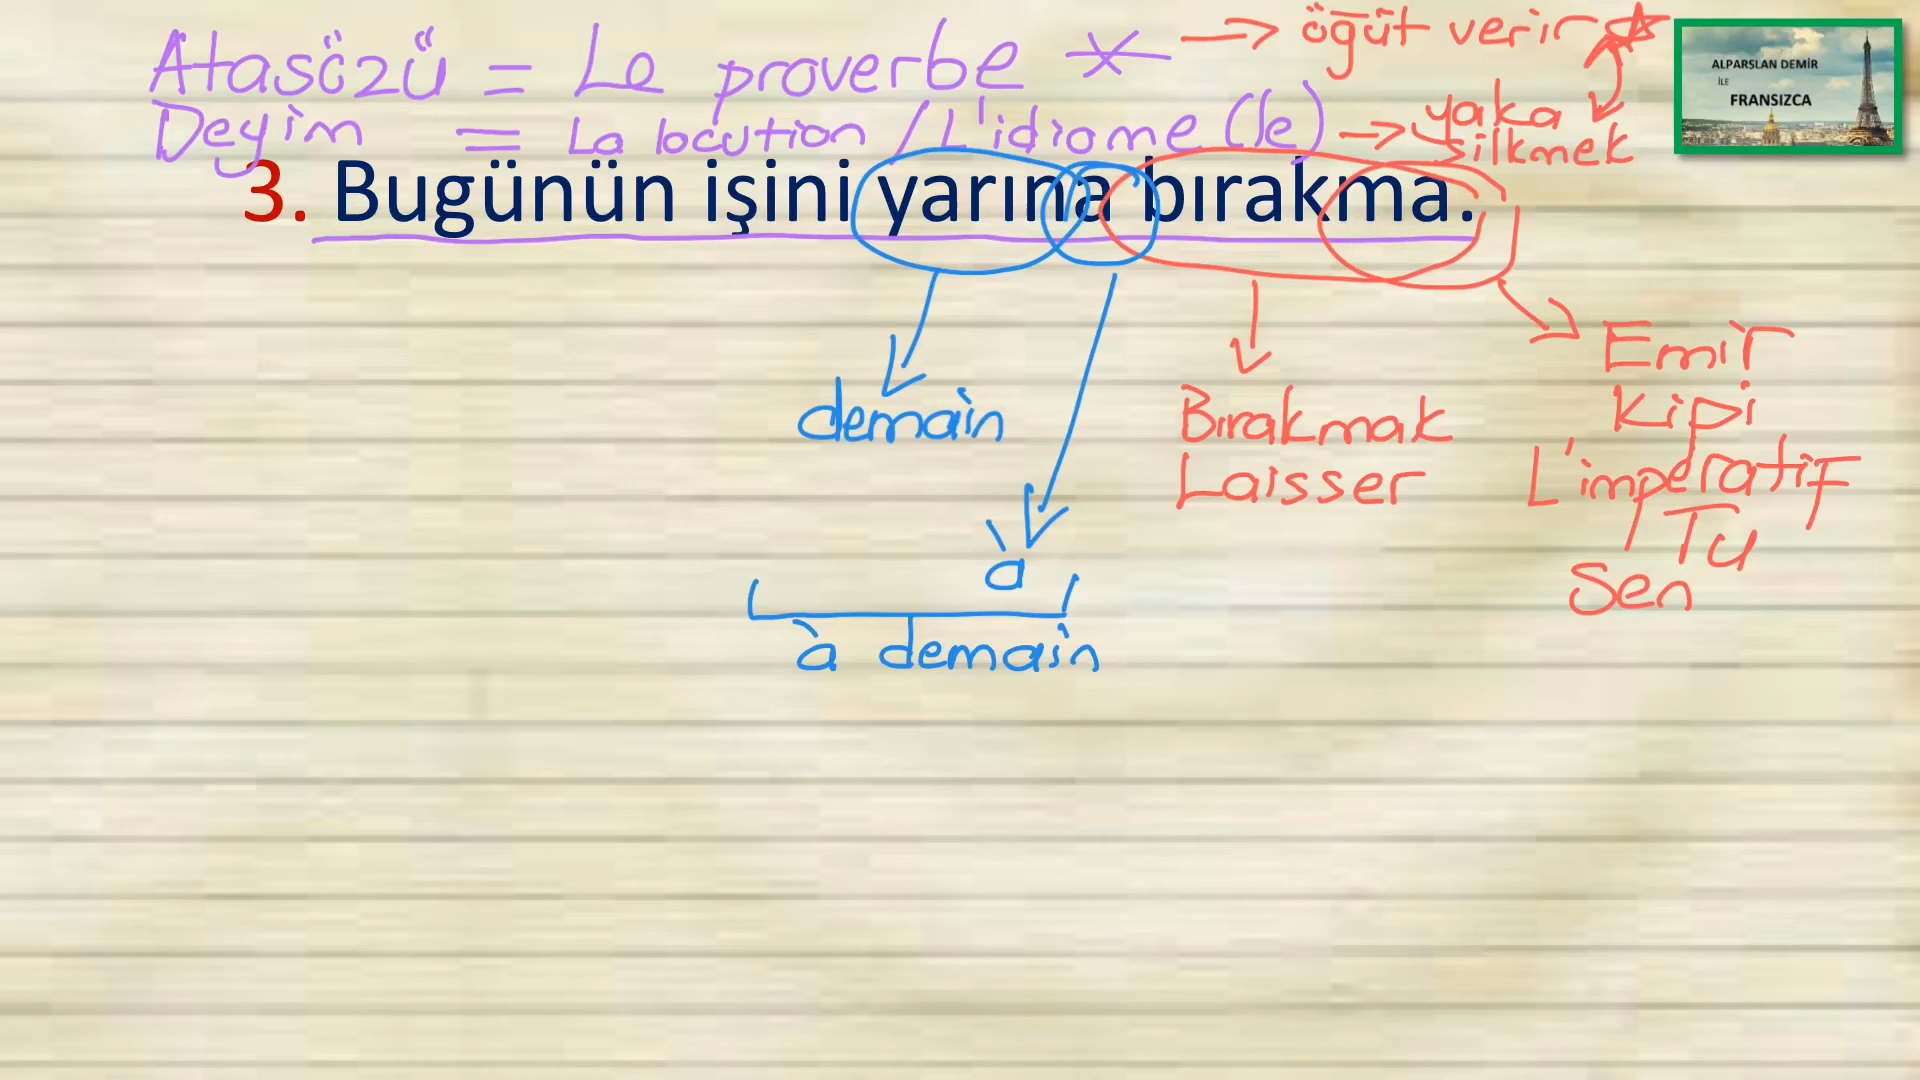 Atasözü = Le proverbe → öğüt verir
ALPARSLAN DEMİR
İLE
FRANSIZCA
Deyim = La locution / L'idiome (le) → yaka silkmek
3. Bugünün işini yarına bırakma.
demain
Bırakmak
Laisser
Emir
Kipi
L'impératif
Tu
Sen
à
à demain